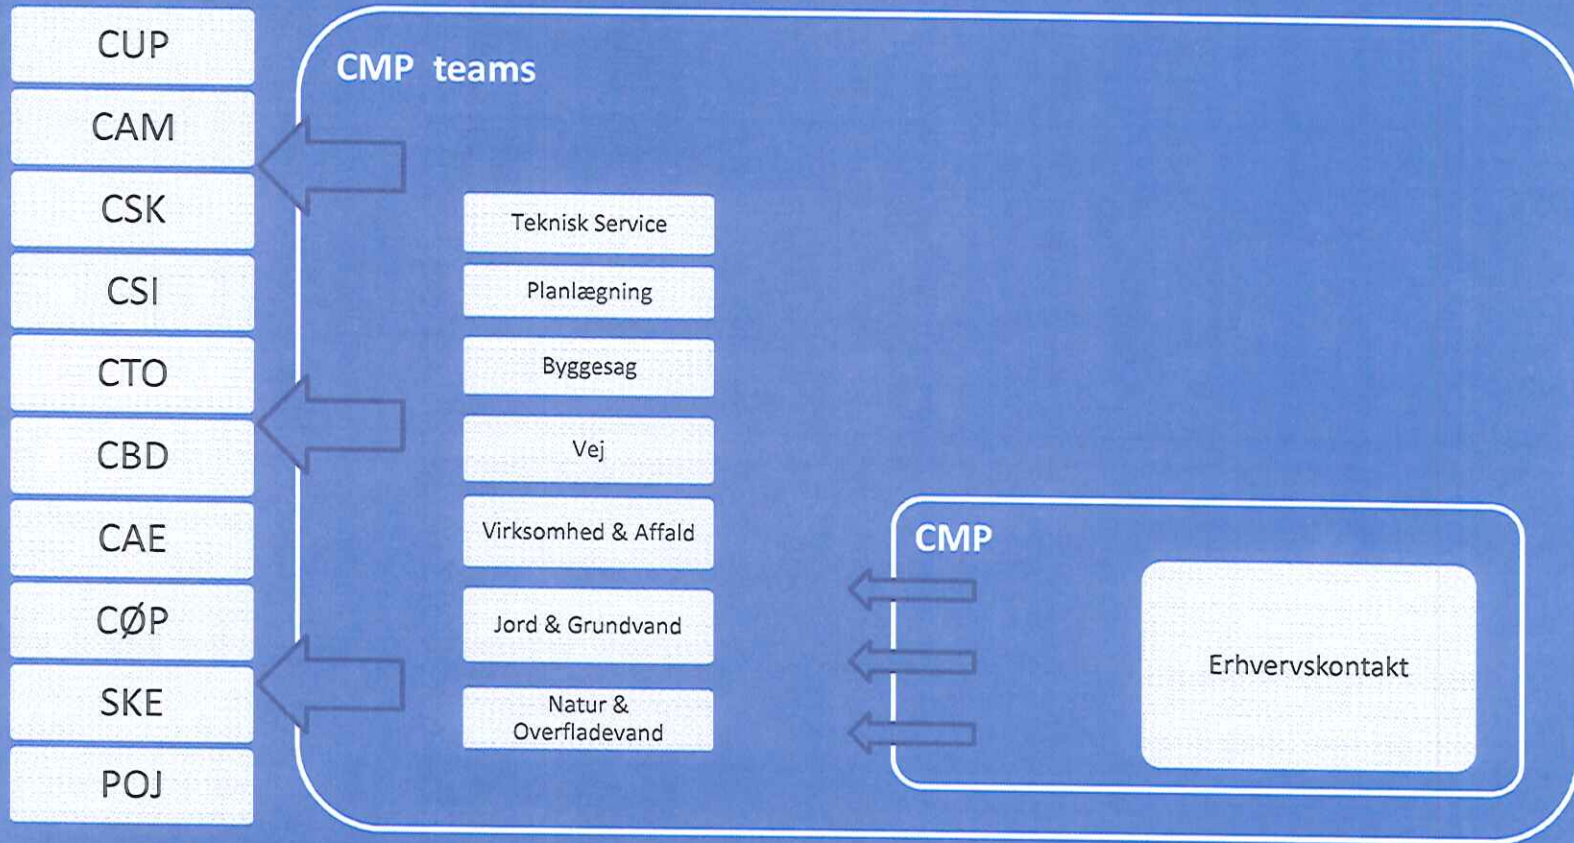 CUP
CAM
CSK
CSI
CTO
CBD
CAE
CØP
SKE
POJ
CMP teams
Teknisk Service
Planlægning
Byggesag
Vej
Virksomhed & Affald
Jord & Grundvand
Natur &
Overfladevand
CMP
Erhvervskontakt